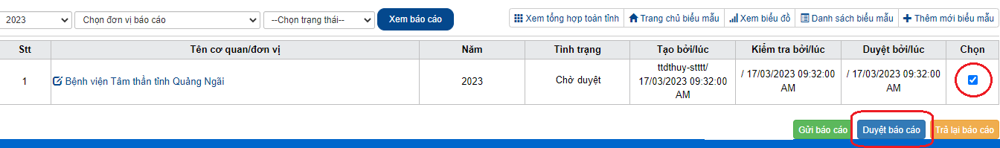 2023 Chọn đơn vị báo cáo --Chọn trạng thái-- Xem báo cáo Xem tổng hợp toàn tỉnh Trang chủ biểu mẫu Xem biểu đồ Danh sách biểu mẫu Thêm mới biểu mẫu
Stt Tên cơ quan/đơn vị Năm Tình trạng Tạo bởi/lúc Kiểm tra bởi/lúc Duyệt bởi/lúc Chọn
1 Bệnh viện Tâm thần tỉnh Quảng Ngãi 2023 Chờ duyệt
ttdthuy-stttt/
17/03/2023 09:32:00
AM
/ 17/03/2023 09:32:00
AM
/ 17/03/2023 09:32:00
AM
Gửi báo cáo Duyệt báo cáo Trả lại báo cáo